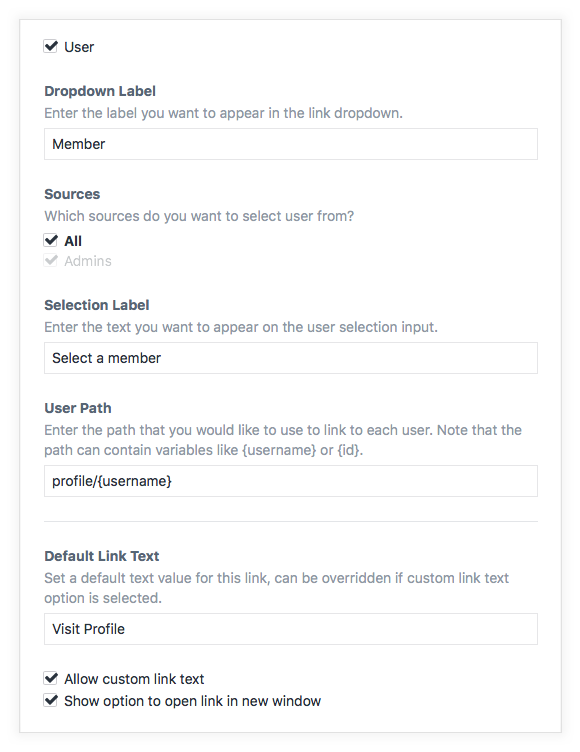 User
Dropdown Label
Enter the label you want to appear in the link dropdown.
Member
Sources
Which sources do you want to select user from?
All
Admins
Selection Label
Enter the text you want to appear on the user selection input.
Select a member
User Path
Enter the path that you would like to use to link to each user. Note that the
path can contain variables like {username} or {id}.
profile/{username}
Default Link Text
Set a default text value for this link, can be overridden if custom link text
option is selected.
Visit Profile
Allow custom link text
Show option to open link in new window